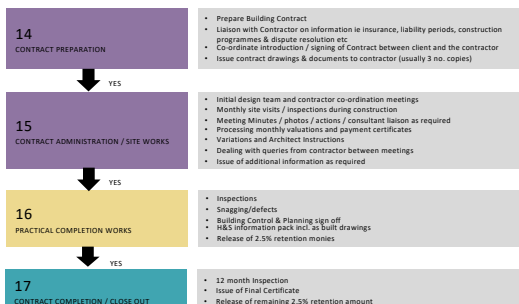 14
CONTRACT PREPARATION
• Prepare Building Contract
• Liaison with Contractor on information ie insurance, liability periods, construction
programmes & dispute resolution etc
• Co-ordinate introduction / signing of Contract between client and the contractor
• Issue contract drawings & documents to contractor (usually 3 no. copies)
YES
15
CONTRACT ADMINISTRATION / SITE WORKS
• Initial design team and contractor co-ordination meetings
• Monthly site visits / inspections during construction
• Meeting Minutes / photos / actions / consultant liaison as required
• Processing monthly valuations and payment certificates
• Variations and Architect Instructions
• Dealing with queries from contractor between meetings
• Issue of additional information as required
YES
16
PRACTICAL COMPLETION WORKS
• Inspections
• Snagging/defects
• Building Control & Planning sign off
• H&S information pack incl. as built drawings
• Release of 2.5% retention monies
YES
17
CONTRACT COMPLETION / CLOSE OUT
• 12 month Inspection
• Issue of Final Certificate
• Release of remaining 2.5% retention amount